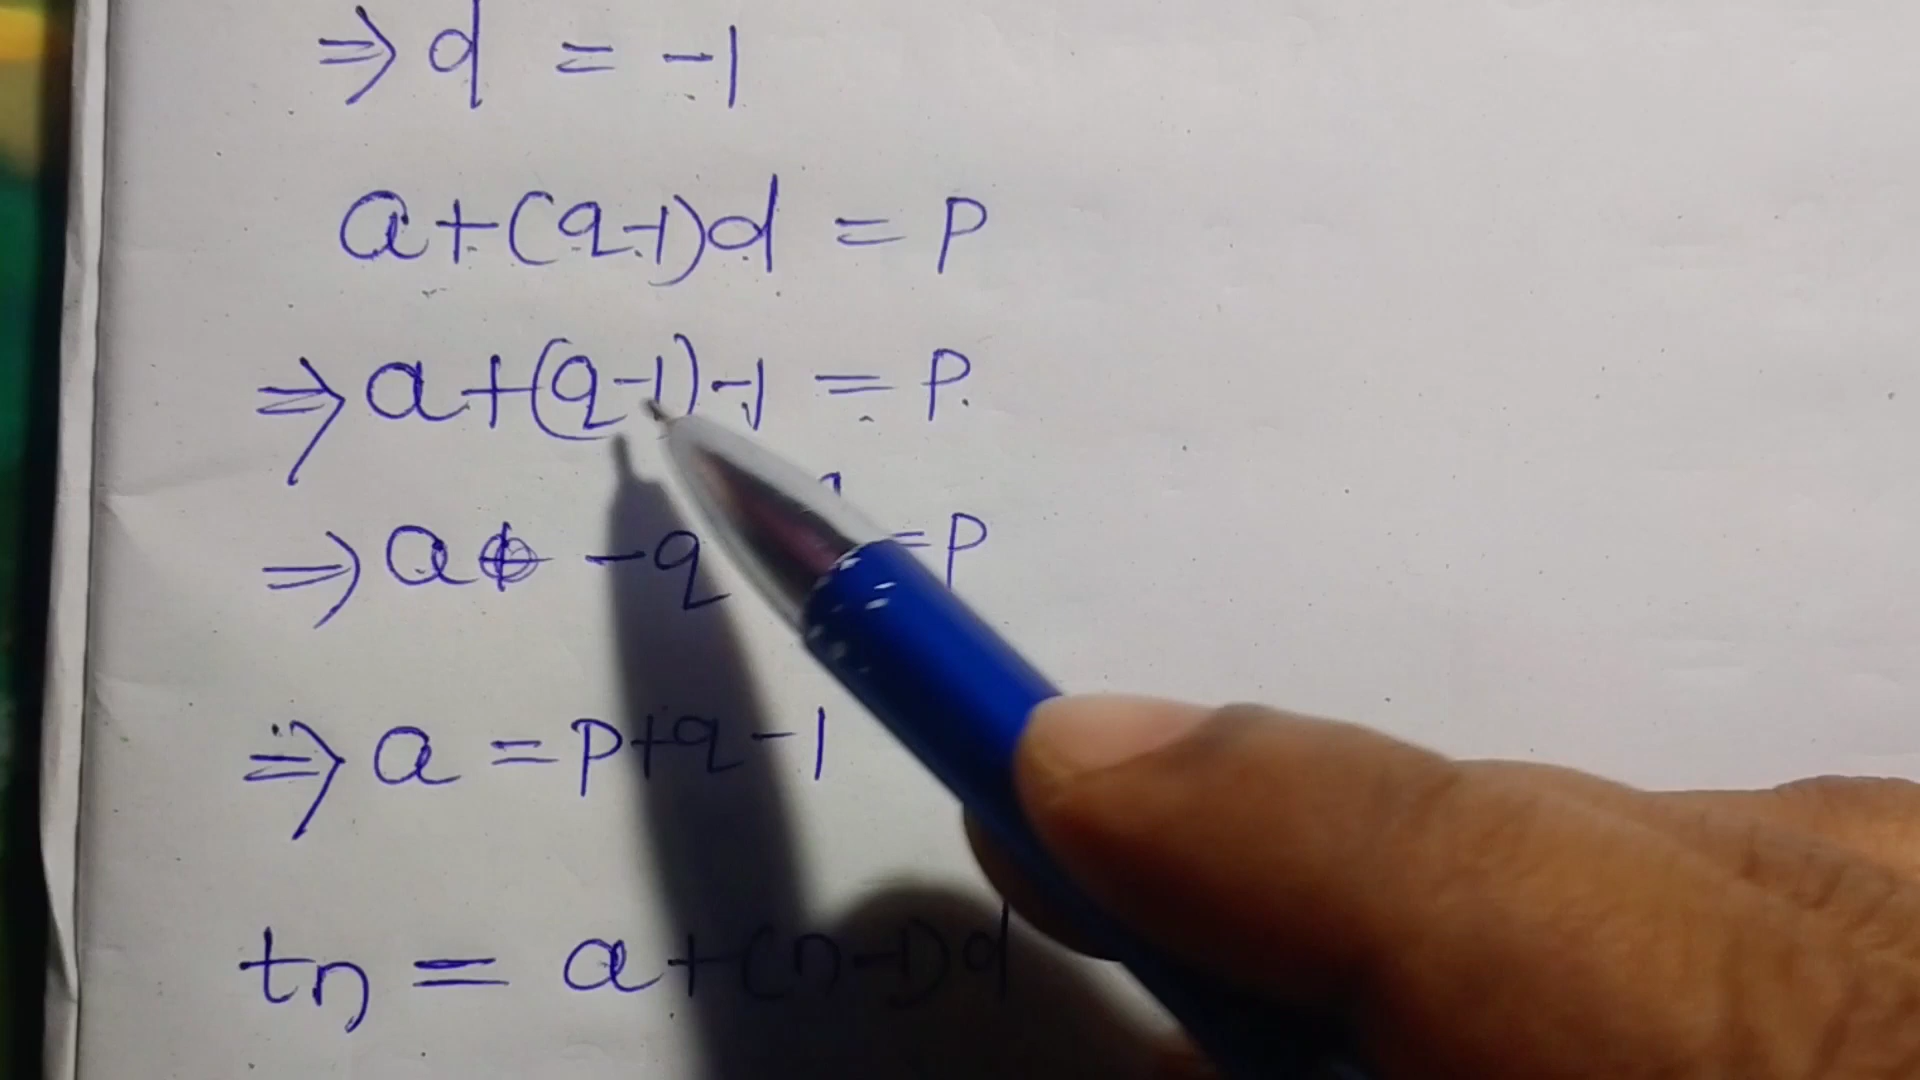 ⇒ d = -1
a+(q-1)d = p
⇒ a+(q-1)-1 = p
⇒ a -q = p
⇒ a = p+q-1
tn = a+(n-1)d